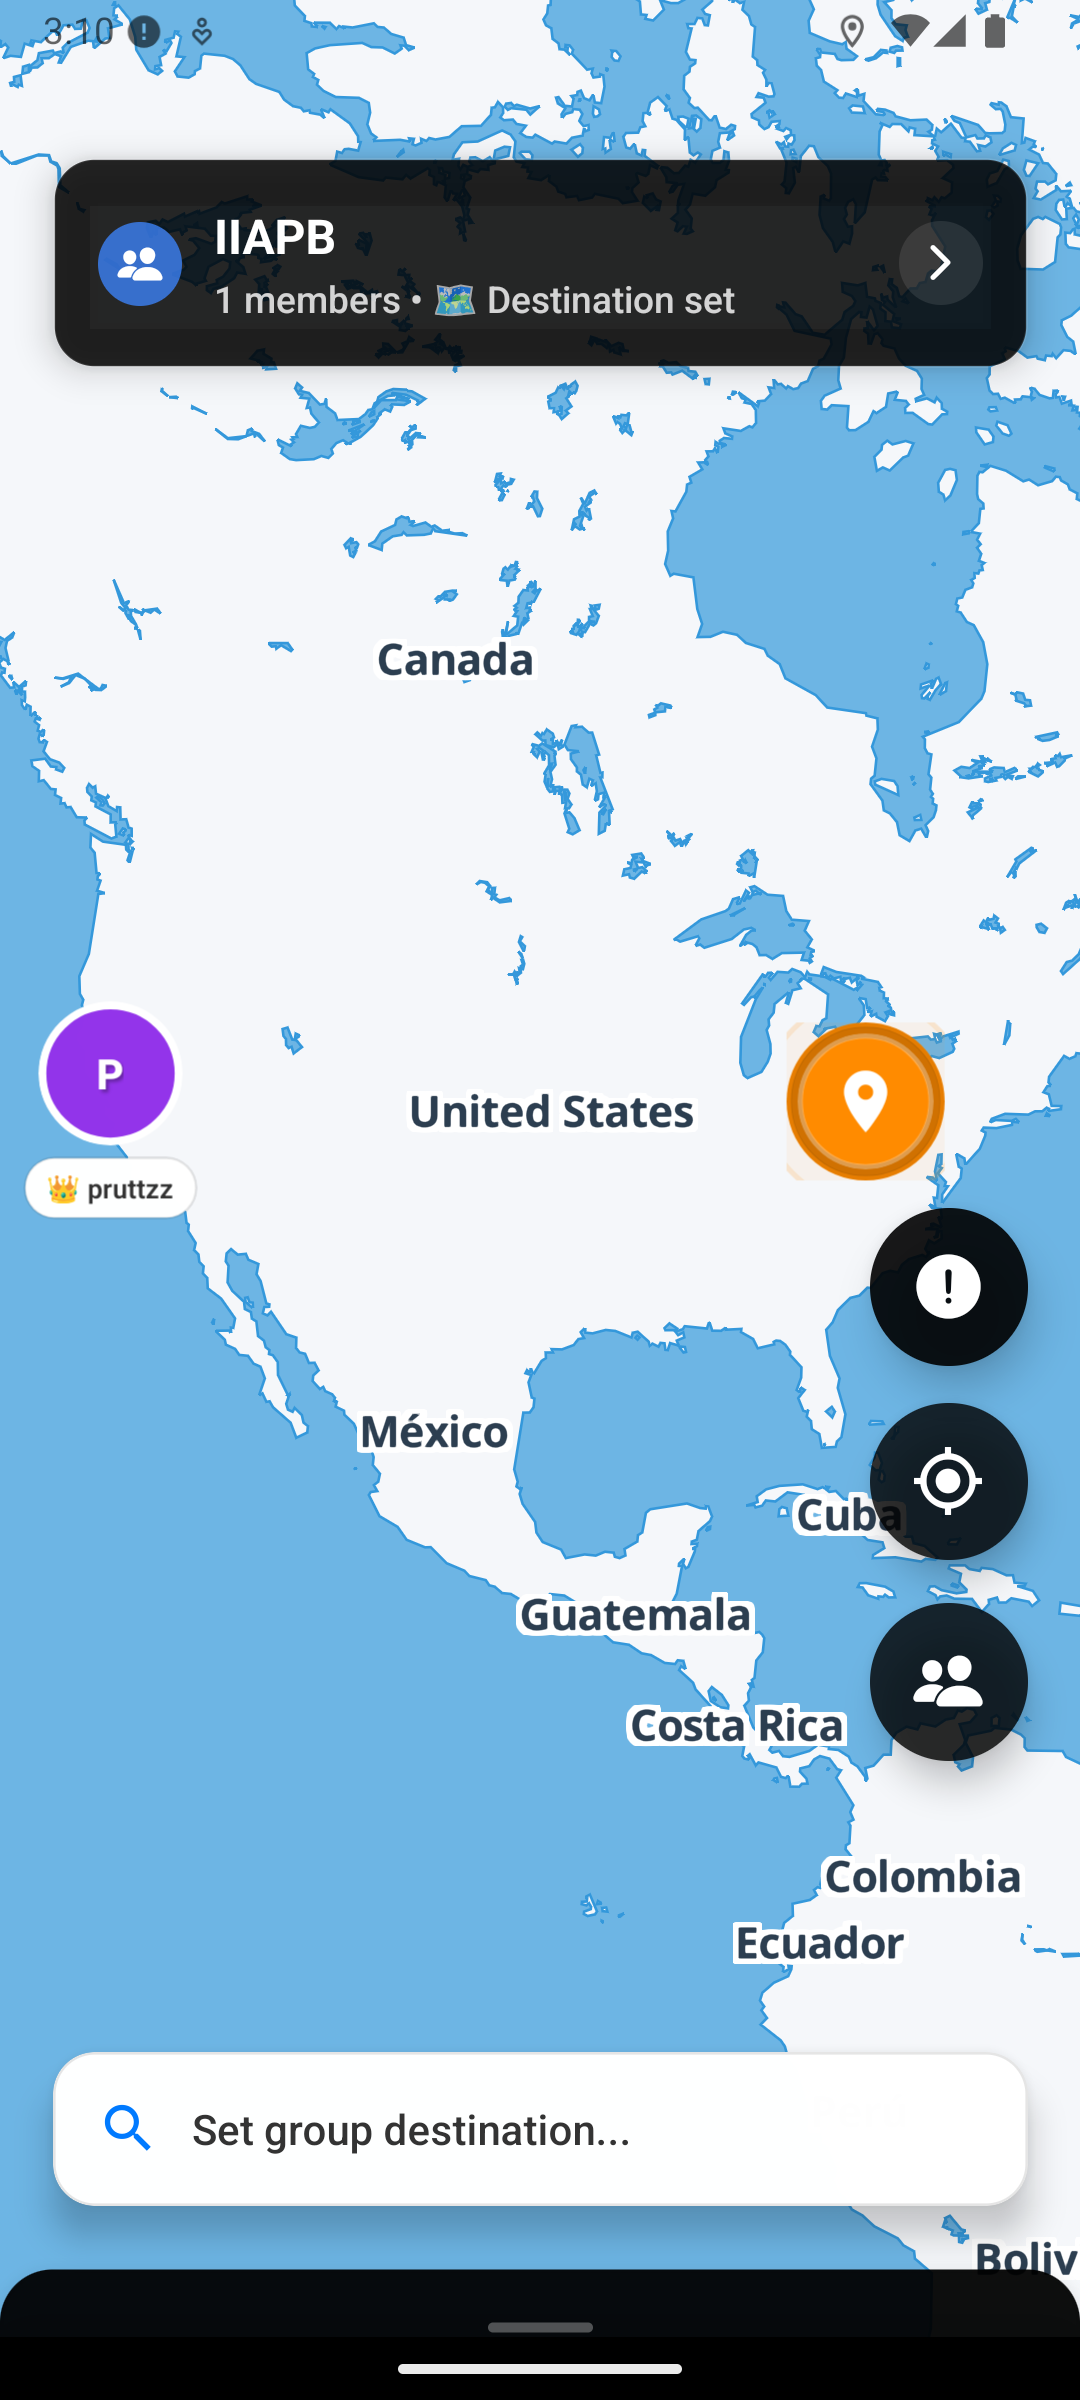 3:10
IIAPB
1 members • 🗺️ Destination set
Canada
P
United States
👑 pruttzz
México
Cuba
Guatemala
Costa Rica
Colombia
Ecuador
Set group destination...
Boliv